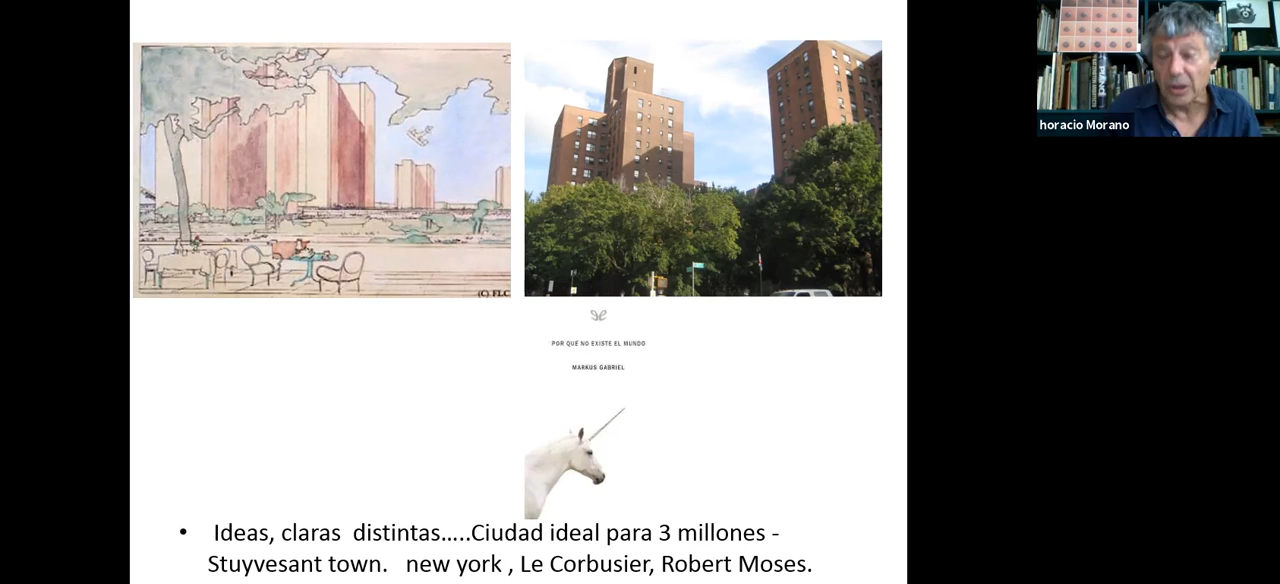 horacio Morano
(C) FLC
POR QUÉ NO EXISTE EL MUNDO
MARKUS GABRIEL
• Ideas, claras distintas…..Ciudad ideal para 3 millones -
Stuyvesant town. new york , Le Corbusier, Robert Moses.